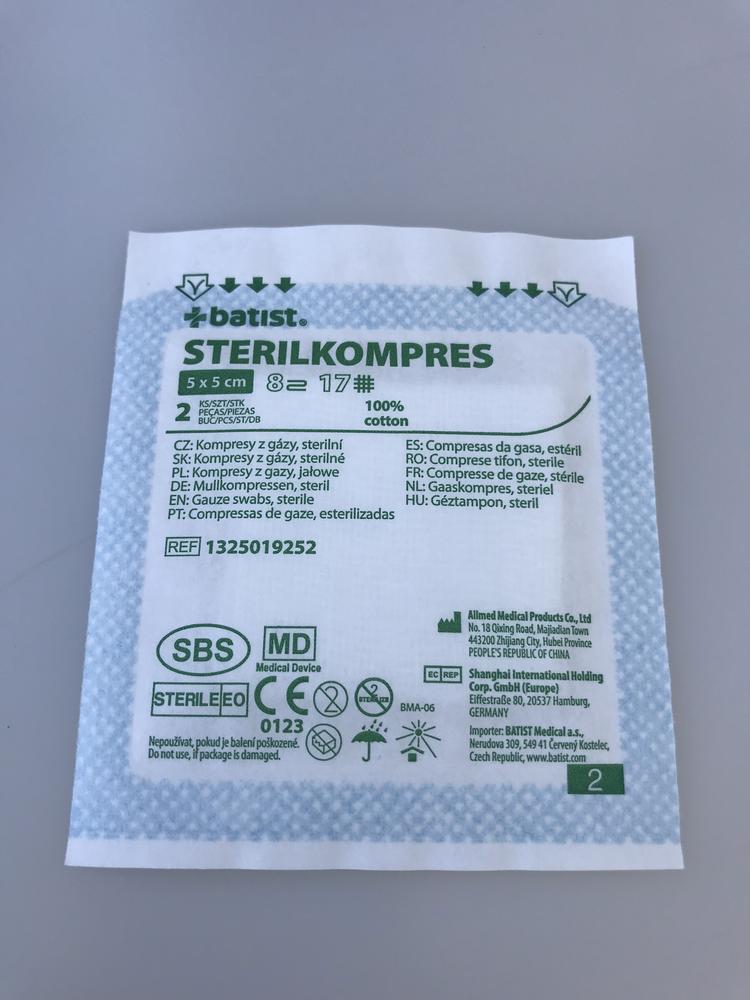 batist®
STERILKOMPRES
5 x 5 cm 8= 17#
2 KS/SZT/STK
PEÇAS/PIEZAS
BUC/PCS/ST/DB
100%
cotton
CZ: Kompresy z gázy, sterilní
SK: Kompresy z gázy, sterilné
PL: Kompresy z gazy, jałowe
DE: Mullkompressen, steril
EN: Gauze swabs, sterile
PT: Compressas de gaze, esterilizadas
ES: Compresas da gasa, estéril
RO: Comprese tifon, sterile
FR: Compresse de gaze, stérile
NL: Gaaskompres, steriel
HU: Géztampon, steril
REF 1325019252
SBS
MD
Medical Device
STERILE EO
CE
0123
2
2
STERILIZE
BMA-06
Nepoužívat, pokud je balení poškozené.
Do not use, if package is damaged.
Allmed Medical Products Co., Ltd
No. 18 Qixing Road, Majiadian Town
443200 Zhijiang City, Hubei Province
PEOPLE'S REPUBLIC OF CHINA
EC REP
Shanghai International Holding
Corp. GmbH (Europe)
Eiffestraße 80, 20537 Hamburg,
GERMANY
Importer: BATIST Medical a.s.,
Nerudova 309, 549 41 Červený Kostelec,
Czech Republic, www.batist.com
2